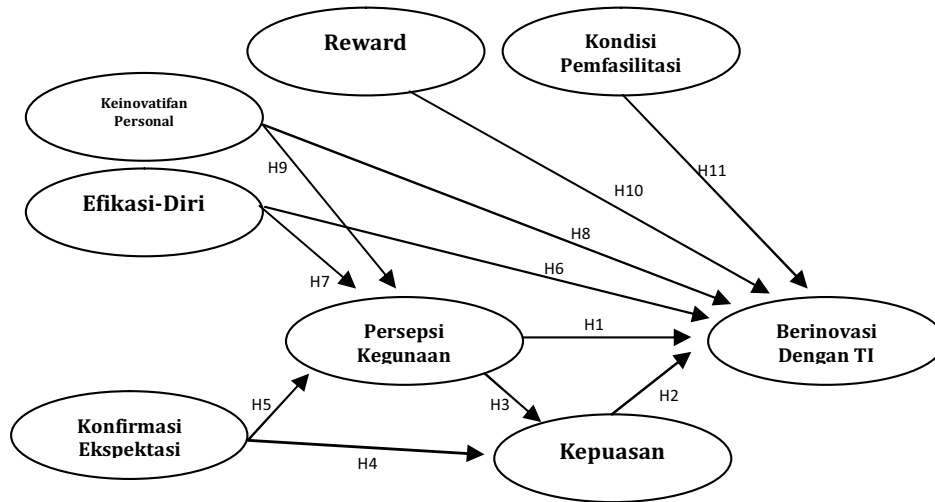 Reward
Kondisi
Pemfasilitasi
Keinovatifan
Personal
H9
H11
Efikasi-Diri
H10
H8
H7
H6
Persepsi
Kegunaan
H1
Berinovasi
Dengan TI
H5
H3
H2
Konfirmasi
Ekspektasi
H4
Kepuasan